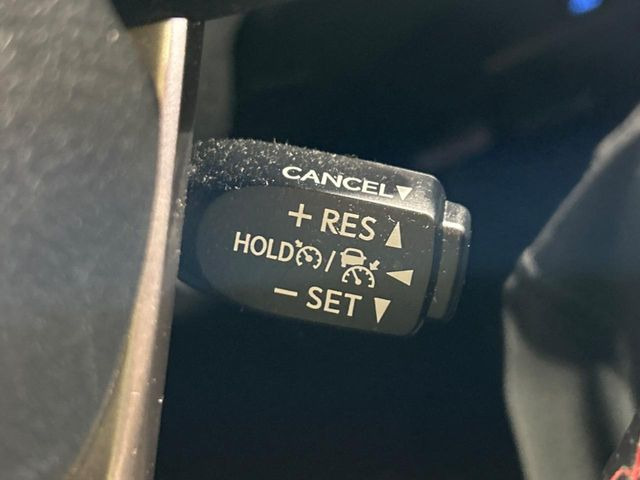 CANCEL
+ RES
HOLD /
− SET